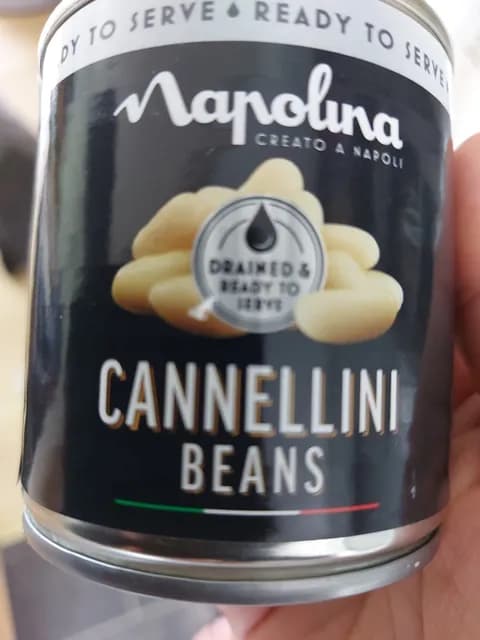 DY TO SERVE READY TO SERVE
Napolina
CREATO A NAPOLI
DRAINED &
READY TO
SERVE
CANNELLINI
BEANS